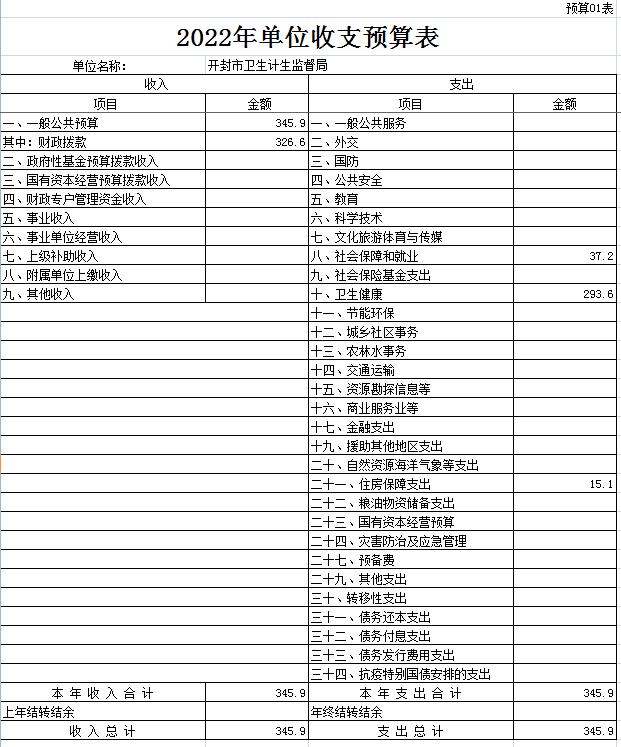 预算01表
2022年单位收支预算表
单位名称： 开封市卫生计生监督局
收入 支出
项目 金额 项目 金额
一、一般公共预算 345.9 一、一般公共服务
其中：财政拨款 326.6 二、外交
二、政府性基金预算拨款收入 三、国防
三、国有资本经营预算拨款收入 四、公共安全
四、财政专户管理资金收入 五、教育
五、事业收入 六、科学技术
六、事业单位经营收入 七、文化旅游体育与传媒
七、上级补助收入 八、社会保障和就业 37.2
八、附属单位上缴收入 九、社会保险基金支出
九、其他收入 十、卫生健康 293.6
十一、节能环保
十二、城乡社区事务
十三、农林水事务
十四、交通运输
十五、资源勘探信息等
十六、商业服务业等
十七、金融支出
十九、援助其他地区支出
二十、自然资源海洋气象等支出
二十一、住房保障支出 15.1
二十二、粮油物资储备支出
二十三、国有资本经营预算
二十四、灾害防治及应急管理
二十七、预备费
二十九、其他支出
三十、转移性支出
三十一、债务还本支出
三十二、债务付息支出
三十三、债务发行费用支出
三十四、抗疫特别国债安排的支出
本年收入合计 345.9 本年支出合计 345.9
上年结转结余 年终结转结余
收入总计 345.9 支出总计 345.9